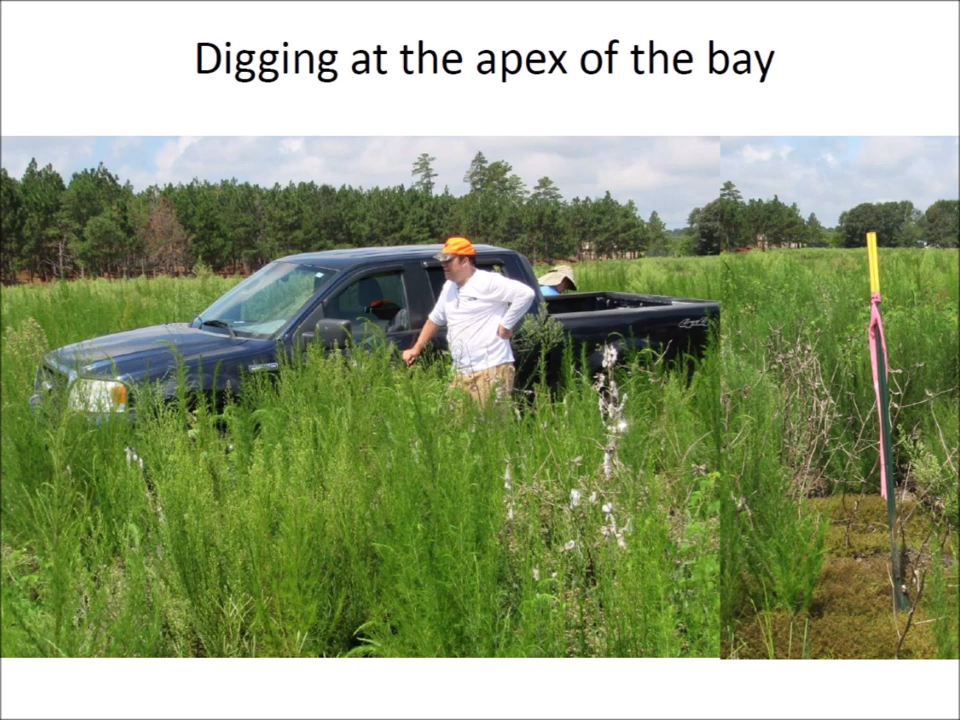 Digging at the apex of the bay